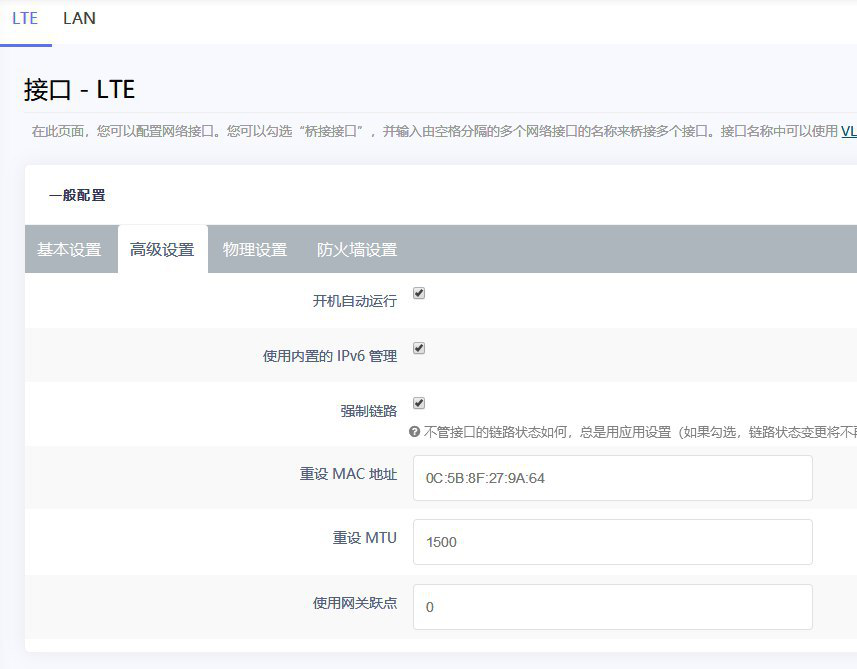 LTE LAN
接口 - LTE
在此页面，您可以配置网络接口。您可以勾选“桥接接口”，并输入由空格分隔的多个网络接口的名称来桥接多个接口。接口名称中可以使用 VL
一般配置
基本设置 高级设置 物理设置 防火墙设置
开机自动运行
使用内置的 IPv6 管理
强制链路
不管接口的链路状态如何，总是用应用设置（如果勾选，链路状态变更将不再
重设 MAC 地址 0C:5B:8F:27:9A:64
重设 MTU 1500
使用网关跃点 0